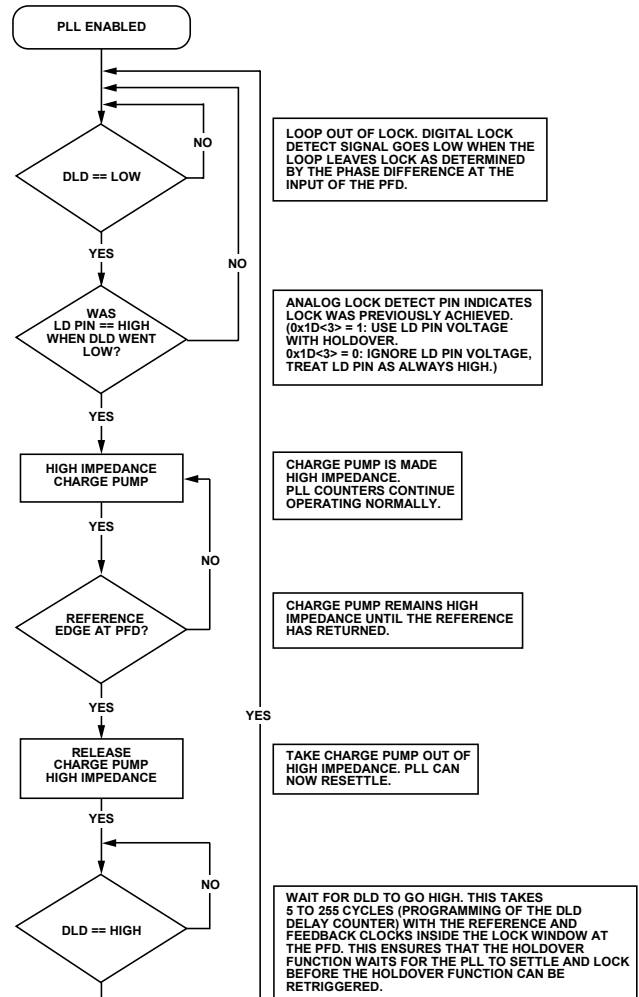 PLL ENABLED
NO
DLD == LOW
LOOP OUT OF LOCK. DIGITAL LOCK
DETECT SIGNAL GOES LOW WHEN THE
LOOP LEAVES LOCK AS DETERMINED
BY THE PHASE DIFFERENCE AT THE
INPUT OF THE PFD.
YES
NO
WAS
LD PIN == HIGH
WHEN DLD WENT
LOW?
ANALOG LOCK DETECT PIN INDICATES
LOCK WAS PREVIOUSLY ACHIEVED.
(0x1D<3> = 1: USE LD PIN VOLTAGE
WITH HOLDOVER.
0x1D<3> = 0: IGNORE LD PIN VOLTAGE,
TREAT LD PIN AS ALWAYS HIGH.)
YES
HIGH IMPEDANCE
CHARGE PUMP
CHARGE PUMP IS MADE
HIGH IMPEDANCE.
PLL COUNTERS CONTINUE
OPERATING NORMALLY.
YES
NO
REFERENCE
EDGE AT PFD?
CHARGE PUMP REMAINS HIGH
IMPEDANCE UNTIL THE REFERENCE
HAS RETURNED.
YES
YES
RELEASE
CHARGE PUMP
HIGH IMPEDANCE
TAKE CHARGE PUMP OUT OF
HIGH IMPEDANCE. PLL CAN
NOW RESETTLE.
YES
NO
DLD == HIGH
WAIT FOR DLD TO GO HIGH. THIS TAKES
5 TO 255 CYCLES (PROGRAMMING OF THE DLD
DELAY COUNTER) WITH THE REFERENCE AND
FEEDBACK CLOCKS INSIDE THE LOCK WINDOW AT
THE PFD. THIS ENSURES THAT THE HOLDOVER
FUNCTION WAITS FOR THE PLL TO SETTLE AND LOCK
BEFORE THE HOLDOVER FUNCTION CAN BE
RETRIGGERED.